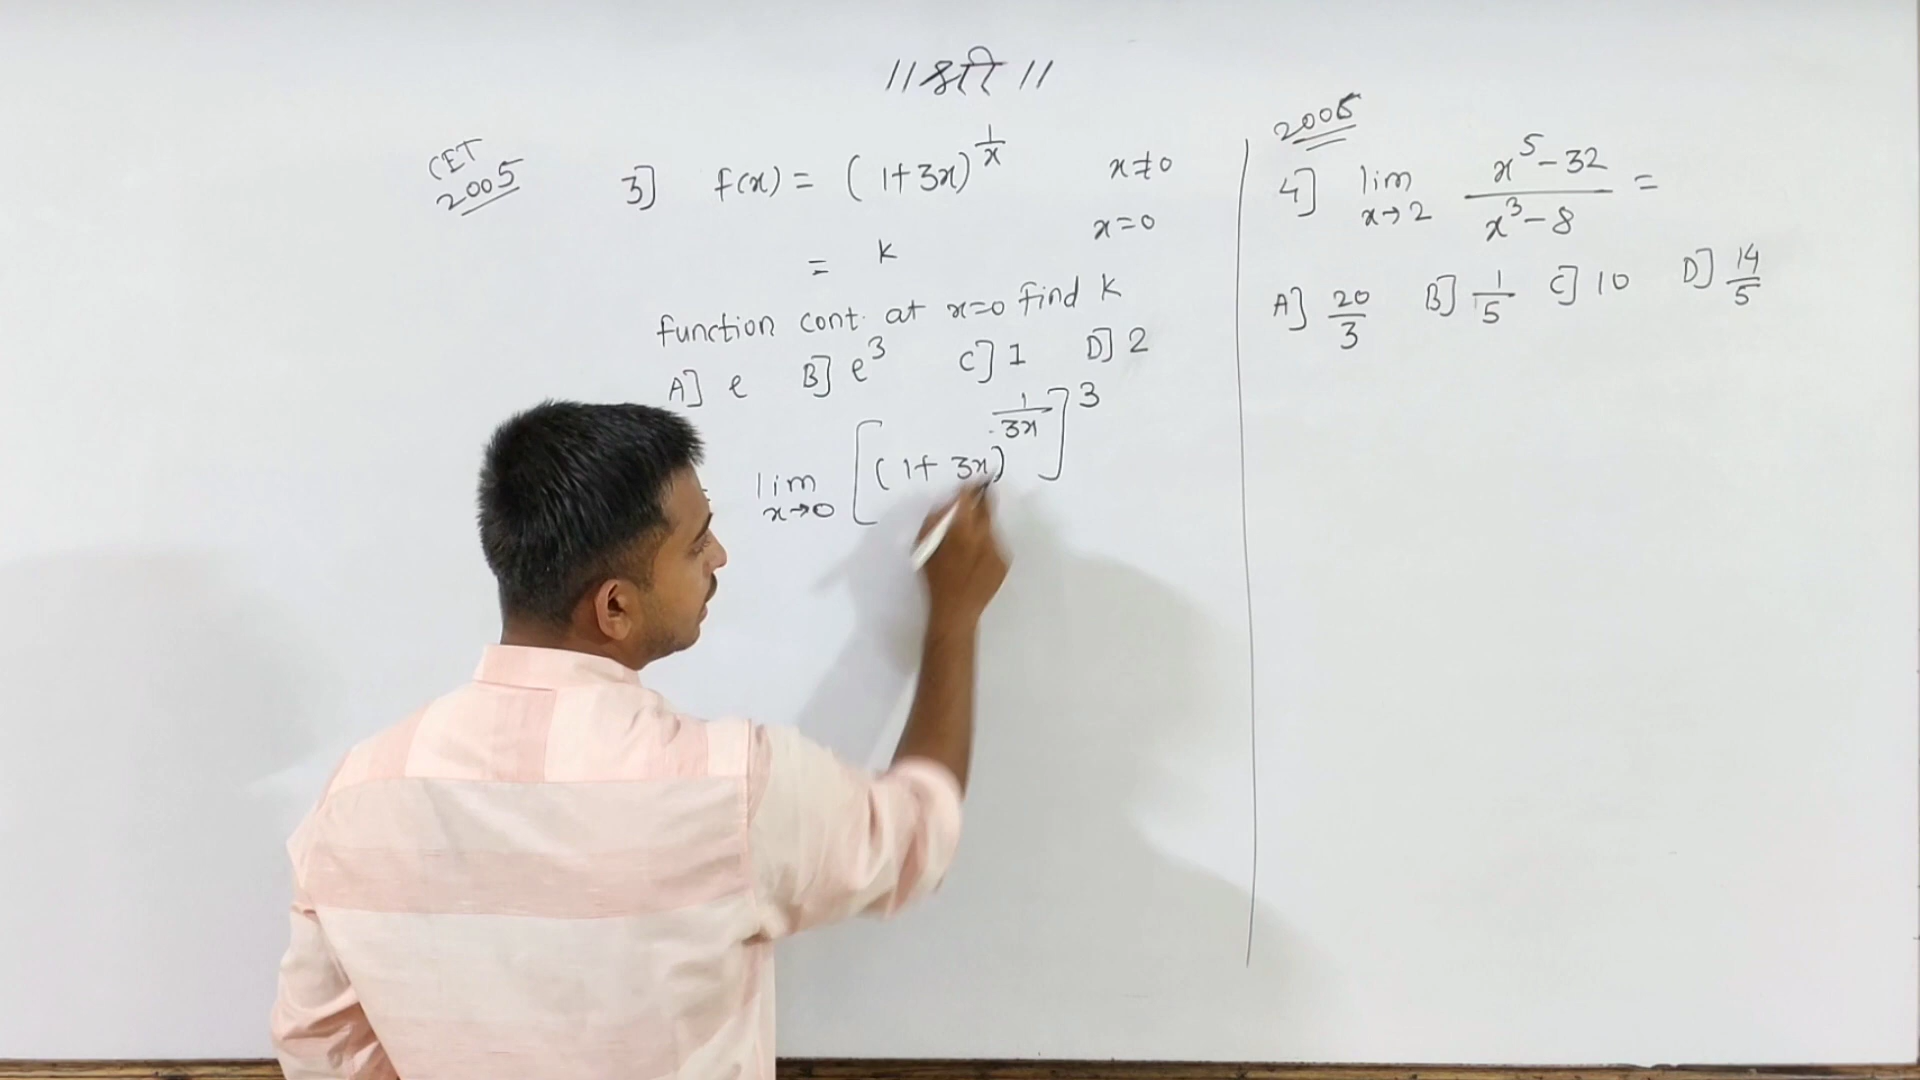 ॥ श्री ॥
CET
2005
3] f(x) = (1+3x)^{1/x} x≠0
= k x=0
function cont. at x=0 find k
A] e B] e^3 C] 1 D] 2
lim x→0 [(1+3x)^{1/3x}]^3
4] lim x→2 (x^5-32)/(x^3-8) =
A] 20/3 B] 1/5 C] 10 D] 14/5